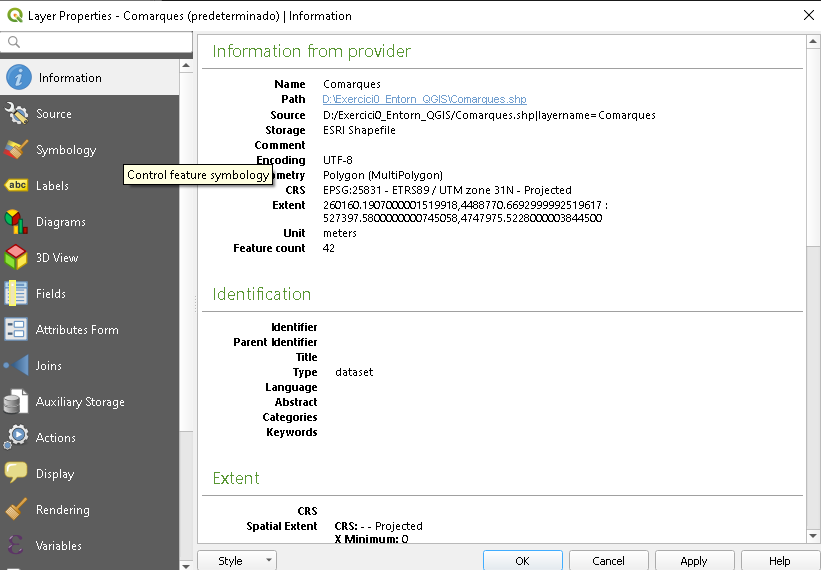 Layer Properties - Comarques (predeterminado) | Information
Information
Source
Symbology
Control feature symbology
Labels
abc
Diagrams
3D View
Fields
Attributes Form
Joins
Auxiliary Storage
Actions
Display
Rendering
Variables
Information from provider
Name Comarques
Path D:\Exercici0_Entorn_QGIS\Comarques.shp
Source D:/Exercici0_Entorn_QGIS/Comarques.shp|layername=Comarques
Storage ESRI Shapefile
Comment
Encoding UTF-8
metry Polygon (MultiPolygon)
CRS EPSG:25831 - ETRS89 / UTM zone 31N - Projected
Extent 260160.1907000001519918,4488770.6692999992519617 :
527397.5800000000745058,4747975.5228000003844500
Unit meters
Feature count 42
Identification
Identifier
Parent Identifier
Title
Type dataset
Language
Abstract
Categories
Keywords
Extent
CRS
Spatial Extent CRS: - - Projected
X Minimum: 0
Style OK Cancel Apply Help